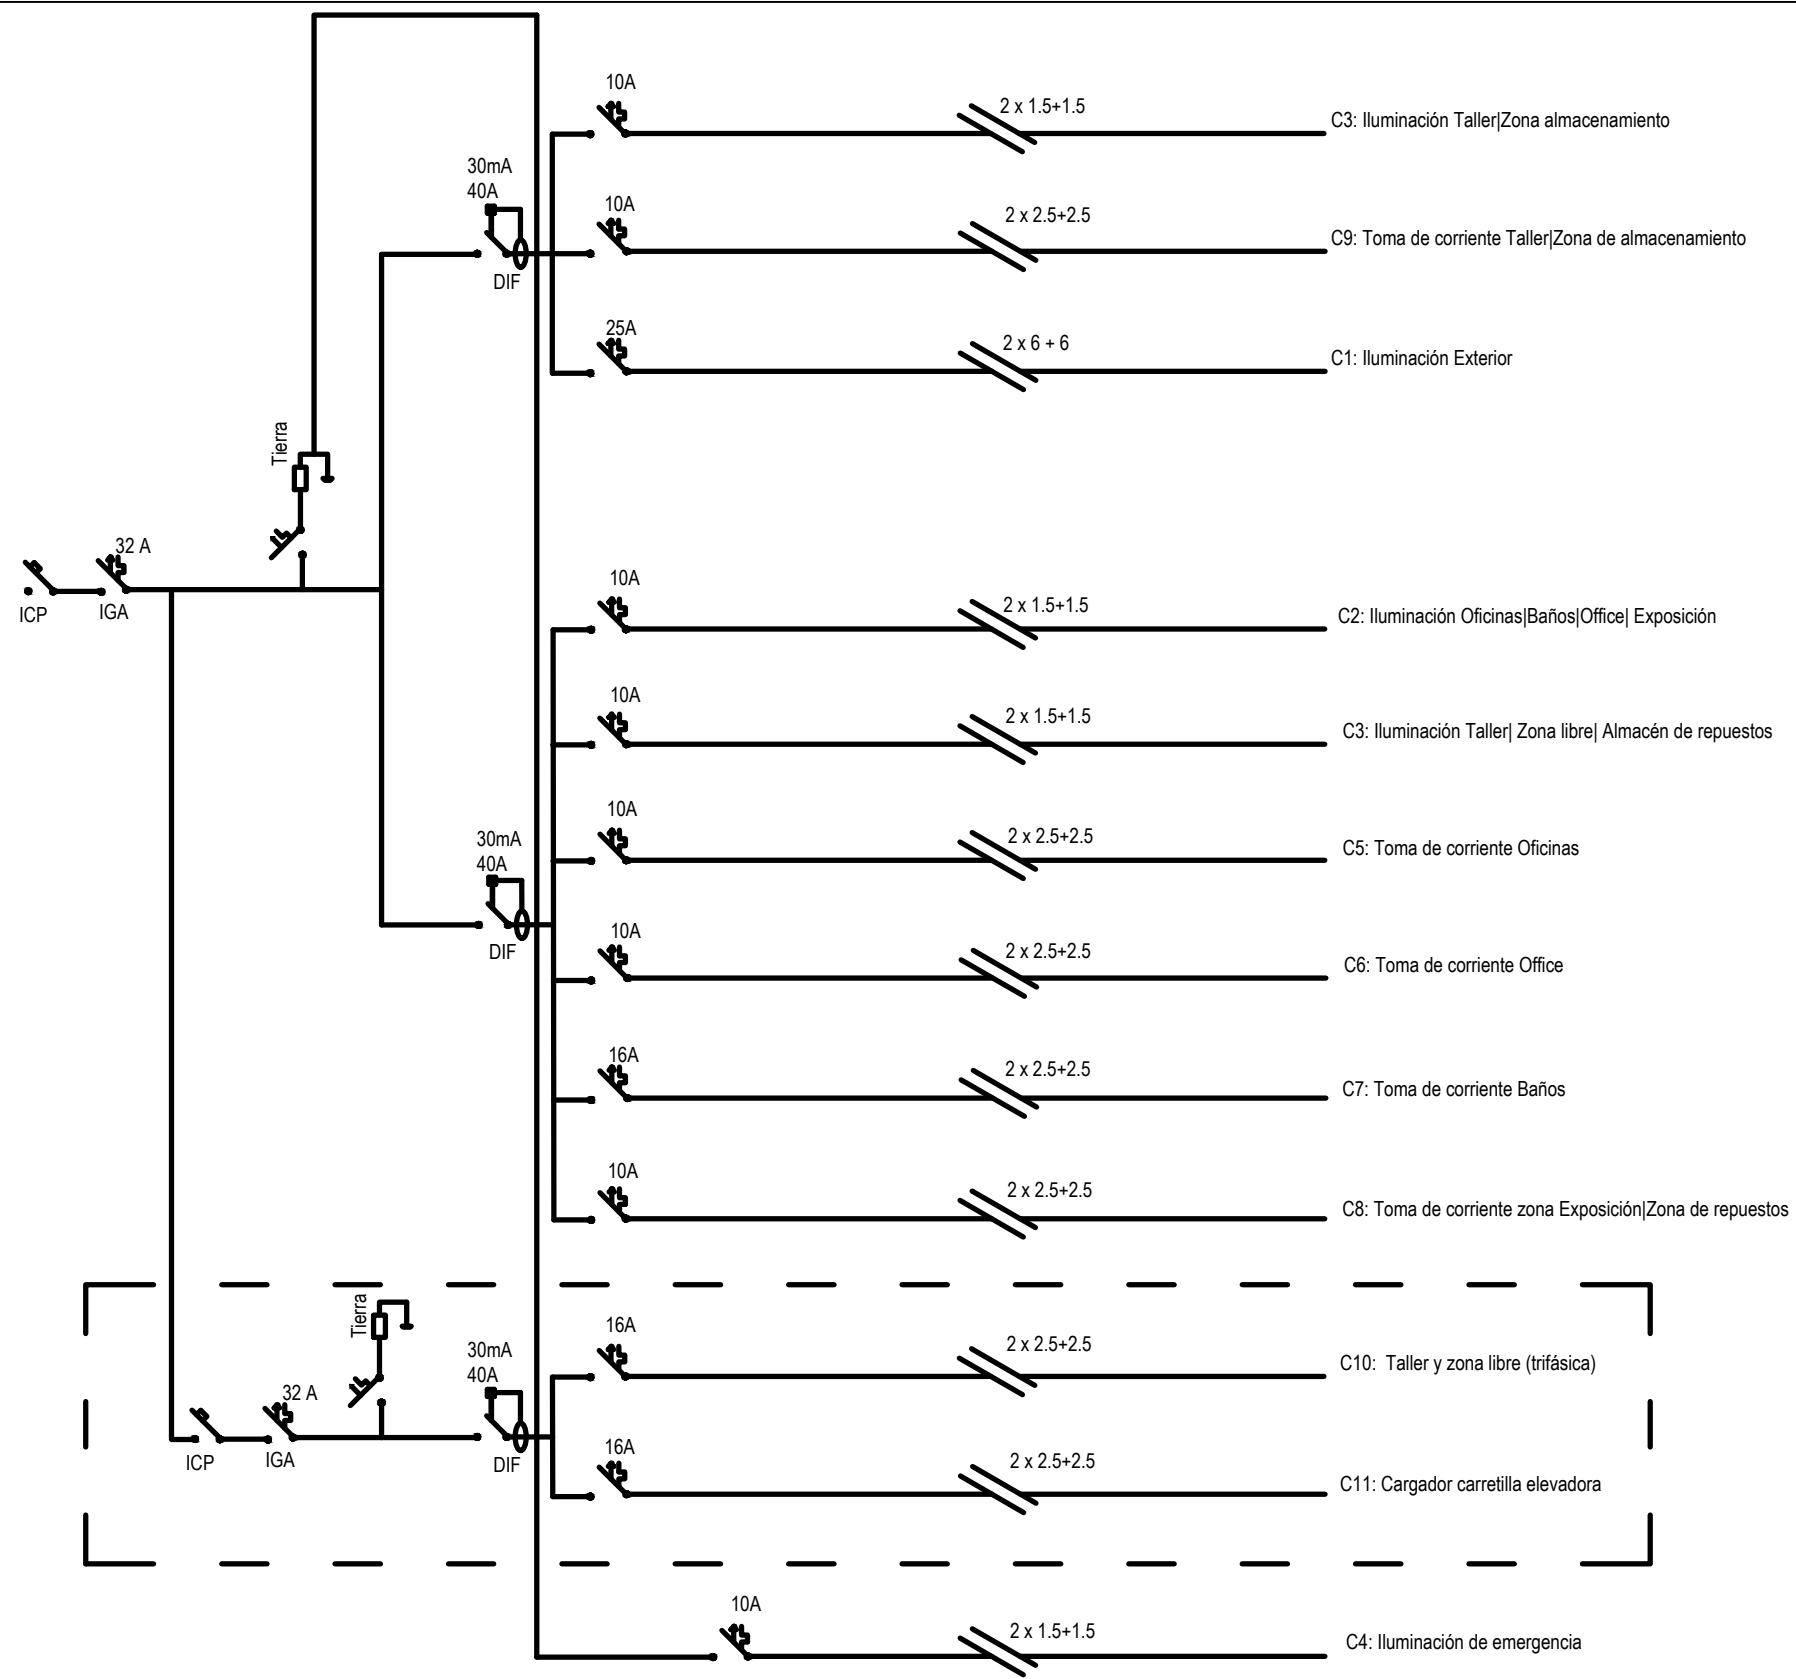 10A
2 x 1.5+1.5
C3: Iluminación Taller|Zona almacenamiento
30mA
40A
DIF
10A
2 x 2.5+2.5
C9: Toma de corriente Taller|Zona de almacenamiento
25A
2 x 6 + 6
C1: Iluminación Exterior
Tierra
32 A
ICP
IGA
10A
2 x 1.5+1.5
C2: Iluminación Oficinas|Baños|Office| Exposición
10A
2 x 1.5+1.5
C3: Iluminación Taller| Zona libre| Almacén de repuestos
10A
2 x 2.5+2.5
C5: Toma de corriente Oficinas
30mA
40A
DIF
10A
2 x 2.5+2.5
C6: Toma de corriente Office
16A
2 x 2.5+2.5
C7: Toma de corriente Baños
10A
2 x 2.5+2.5
C8: Toma de corriente zona Exposición|Zona de repuestos
Tierra
30mA
40A
DIF
16A
2 x 2.5+2.5
C10:  Taller y zona libre (trifásica)
32 A
ICP
IGA
16A
2 x 2.5+2.5
C11: Cargador carretilla elevadora
10A
2 x 1.5+1.5
C4: Iluminación de emergencia